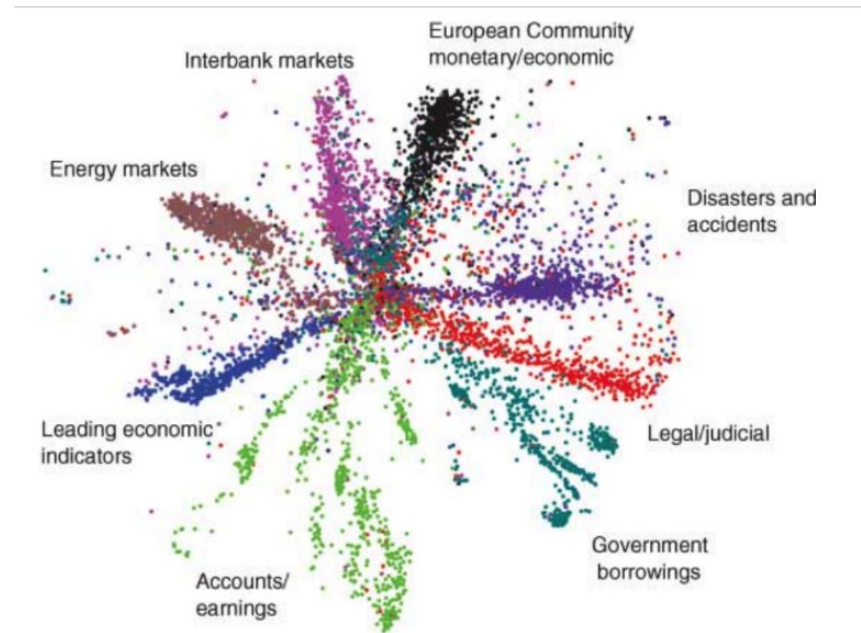 European Community
monetary/economic
Interbank markets
Energy markets
Disasters and
accidents
Leading economic
indicators
Legal/judicial
Government
borrowings
Accounts/
earnings